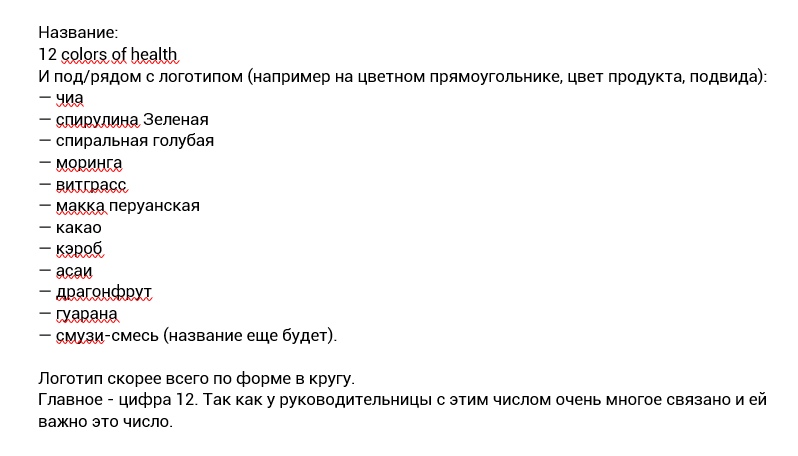 Название:
12 colors of health
И под/рядом с логотипом (например на цветном прямоугольнике, цвет продукта, подвида):
— чиа
— спирулина Зеленая
— спиральная голубая
— моринга
— витграсс
— макка перуанская
— какао
— кэроб
— асаи
— драгонфрут
— гуарана
— смузи-смесь (название еще будет).
Логотип скорее всего по форме в кругу.
Главное - цифра 12. Так как у руководительницы с этим числом очень многое связано и ей
важно это число.